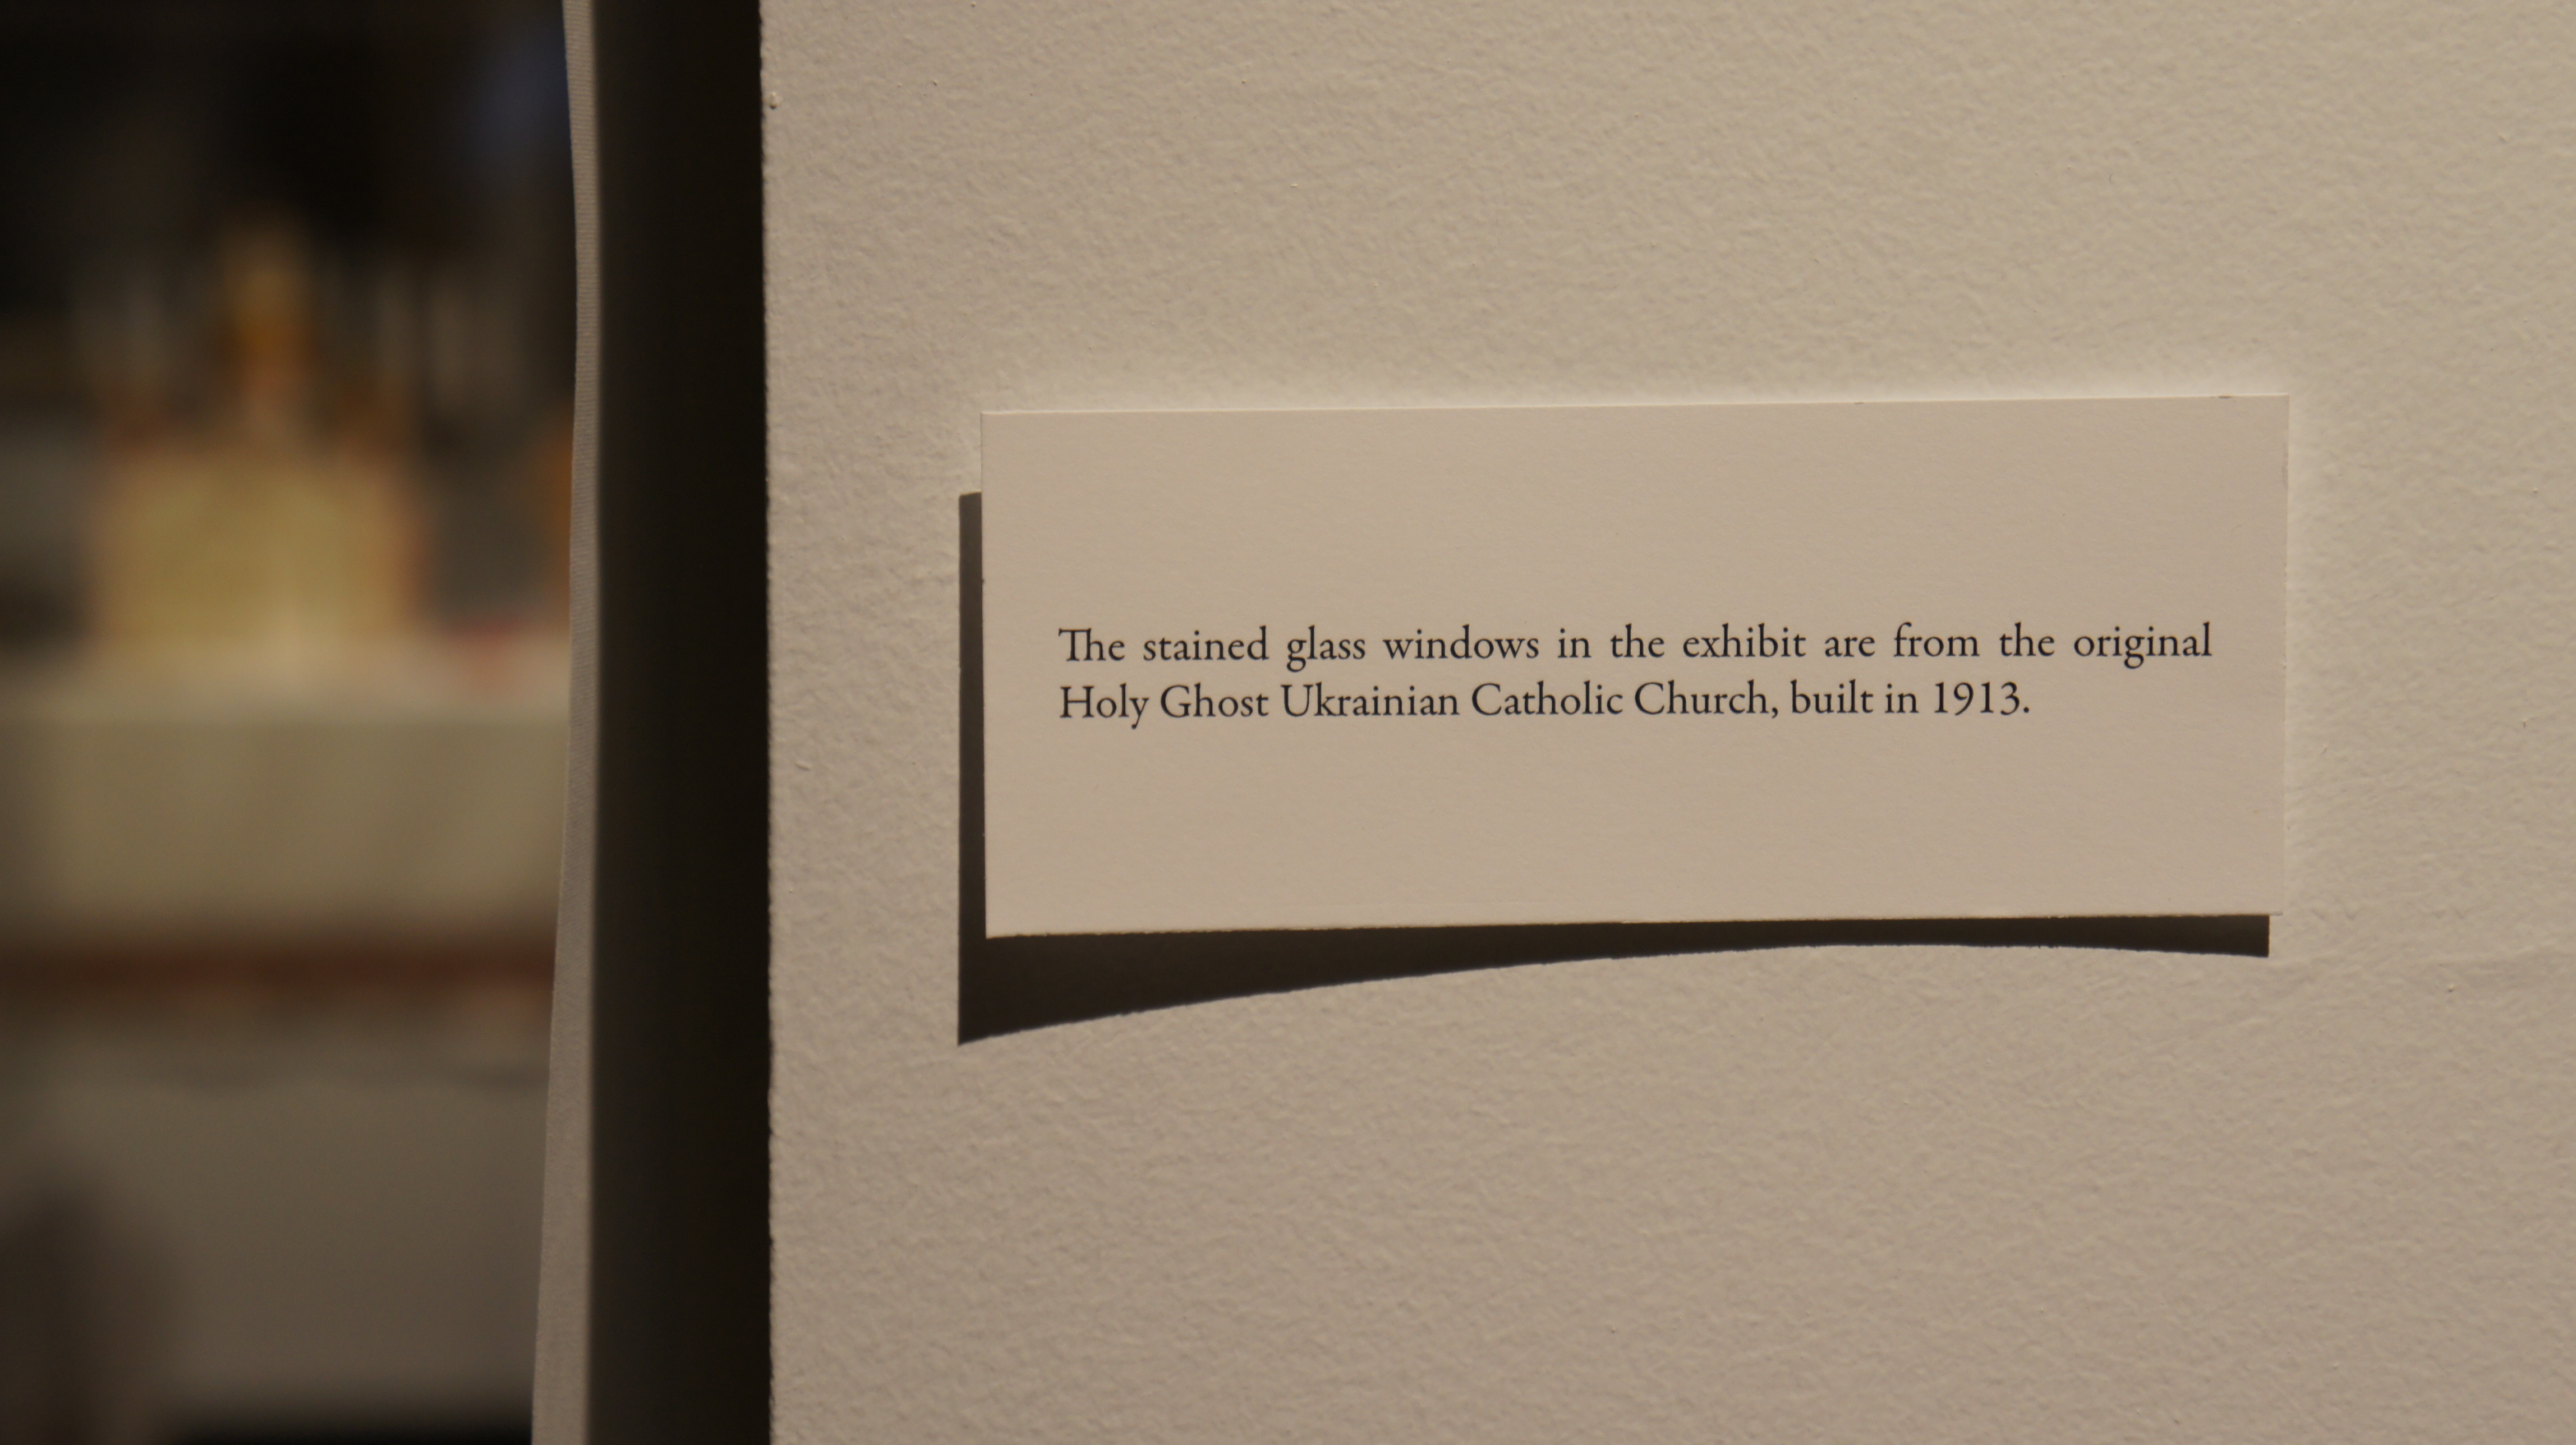 The stained glass windows in the exhibit are from the original
Holy Ghost Ukrainian Catholic Church, built in 1913.